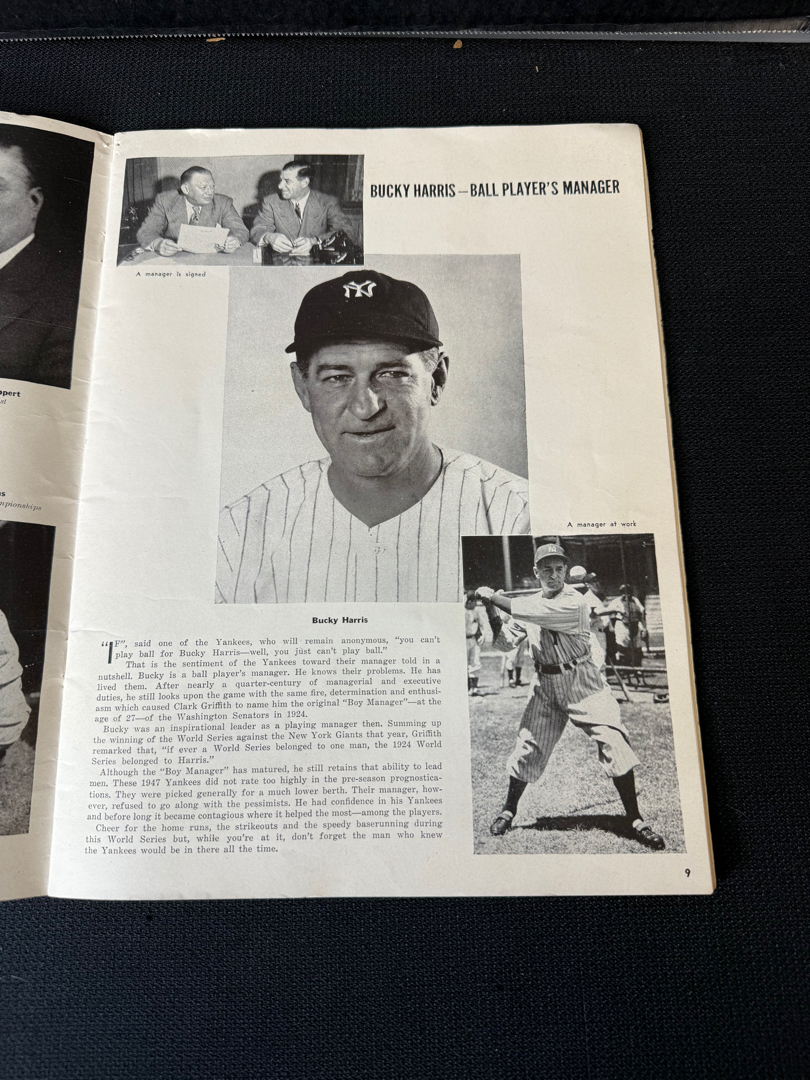 BUCKY HARRIS—BALL PLAYER'S MANAGER
A manager is signed
NY
A manager at work
Bucky Harris
"IF", said one of the Yankees, who will remain anonymous, "you can't
play ball for Bucky Harris—well, you just can't play ball."
That is the sentiment of the Yankees toward their manager told in a
nutshell. Bucky is a ball player's manager. He knows their problems. He has
lived them. After nearly a quarter-century of managerial and executive
duties, he still looks upon the game with the same fire, determination and enthusi-
asm which caused Clark Griffith to name him the original "Boy Manager"—at the
age of 27—of the Washington Senators in 1924.
Bucky was an inspirational leader as a playing manager then. Summing up
the winning of the World Series against the New York Giants that year, Griffith
remarked that, "if ever a World Series belonged to one man, the 1924 World
Series belonged to Harris."
Although the "Boy Manager" has matured, he still retains that ability to lead
men. These 1947 Yankees did not rate too highly in the pre-season prognostica-
tions. They were picked generally for a much lower berth. Their manager, how-
ever, refused to go along with the pessimists. He had confidence in his Yankees
and before long it became contagious where it helped the most—among the players.
Cheer for the home runs, the strikeouts and the speedy baserunning during
this World Series but, while you're at it, don't forget the man who knew
the Yankees would be in there all the time.
9